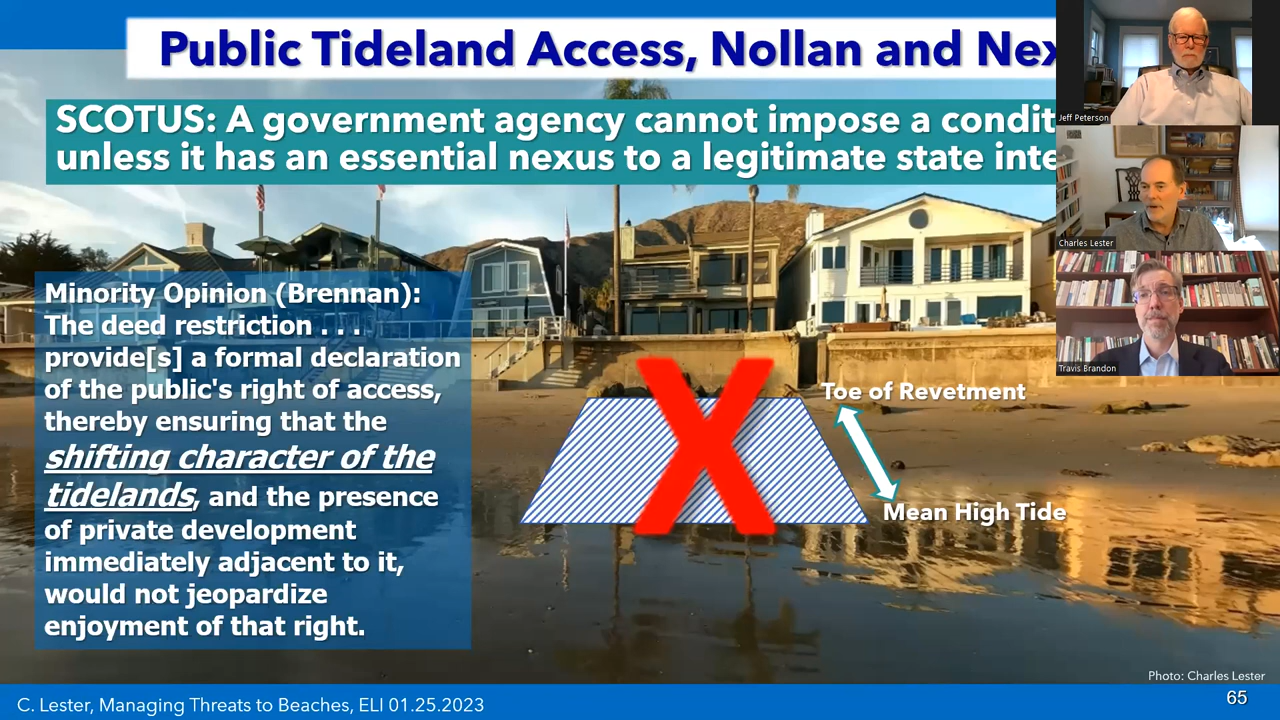 Public Tideland Access, Nollan and Nex
SCOTUS: A government agency cannot impose a condit
unless it has an essential nexus to a legitimate state inte
Jeff Peterson
Charles Lester
Travis Brandon
Minority Opinion (Brennan):
The deed restriction . . .
provide[s] a formal declaration
of the public's right of access,
thereby ensuring that the
shifting character of the
tidelands, and the presence
of private development
immediately adjacent to it,
would not jeopardize
enjoyment of that right.
X
Toe of Revetment
Mean High Tide
Photo: Charles Lester
C. Lester, Managing Threats to Beaches, ELI 01.25.2023
65